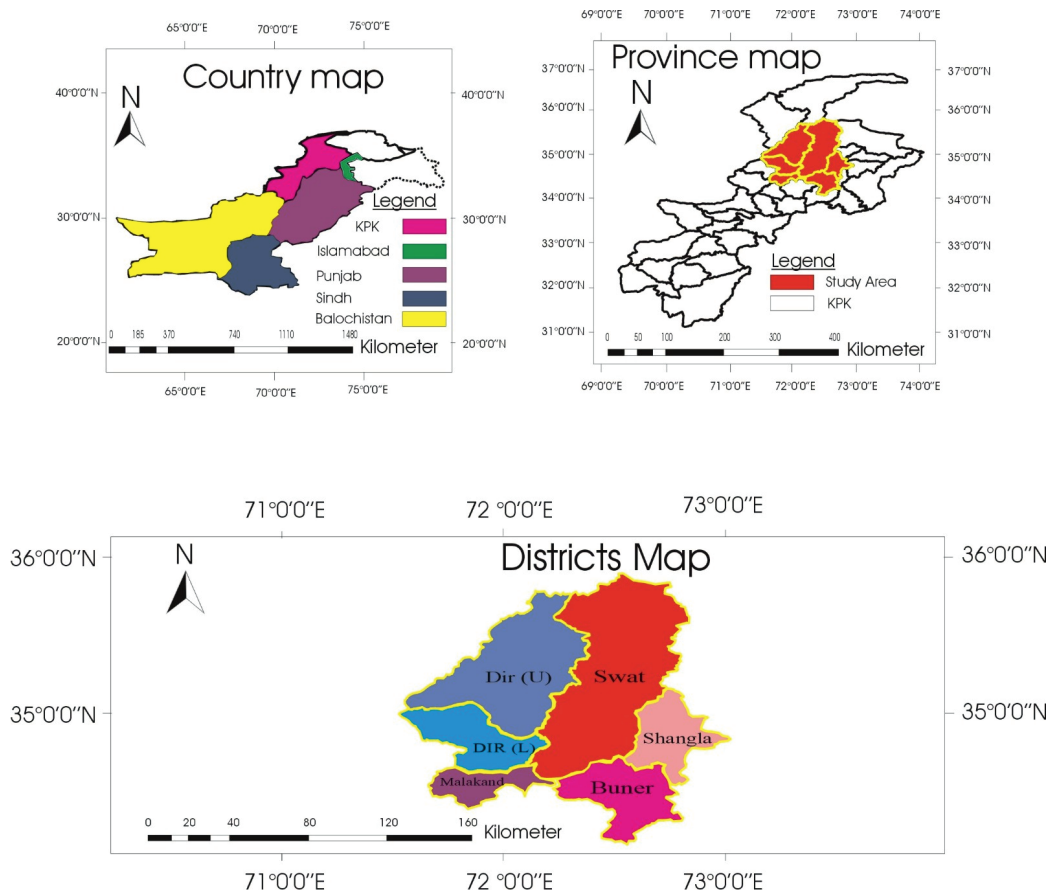 65°0'0"E 70°0'0"E 75°0'0"E
Country map
40°0'0"N 40°0'0"N
N
30°0'0"N 30°0'0"N
Legend
KPK
Islamabad
Punjab
Sindh
Balochistan
0 185 370 740 1110 1480
Kilometer
20°0'0"N 20°0'0"N
65°0'0"E 70°0'0"E 75°0'0"E
69°0'0"E 70°0'0"E 71°0'0"E 72°0'0"E 73°0'0"E 74°0'0"E
Province map
37°0'0"N 37°0'0"N
N
36°0'0"N 36°0'0"N
35°0'0"N 35°0'0"N
34°0'0"N 34°0'0"N
33°0'0"N 33°0'0"N
Legend
Study Area
KPK
32°0'0"N 32°0'0"N
31°0'0"N 31°0'0"N
0 50 100 200 300 400
Kilometer
69°0'0"E 70°0'0"E 71°0'0"E 72°0'0"E 73°0'0"E 74°0'0"E
71°0'0"E 72°0'0"E 73°0'0"E
36°0'0"N 36°0'0"N
N
Districts Map
Dir (U)
Swat
35°0'0"N 35°0'0"N
DIR (L)
Shangla
Malakand
Buner
0 20 40 80 120 160
Kilometer
71°0'0"E 72°0'0"E 73°0'0"E